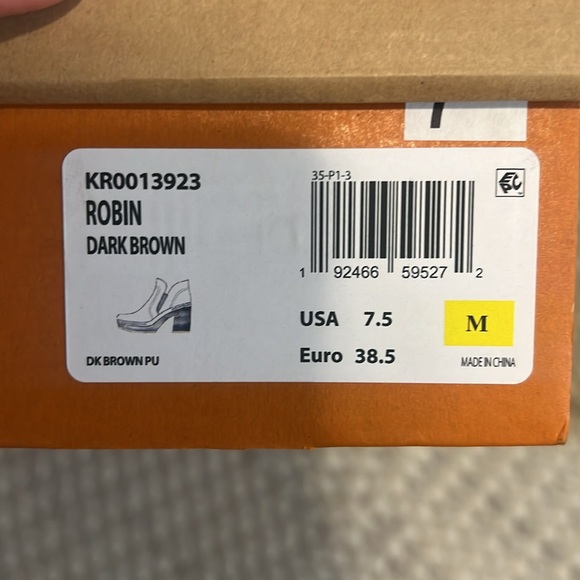 KR0013923
ROBIN
DARK BROWN
DK BROWN PU
35-P1-3
1 92466 59527 2
USA 7.5
Euro 38.5
M
MADE IN CHINA